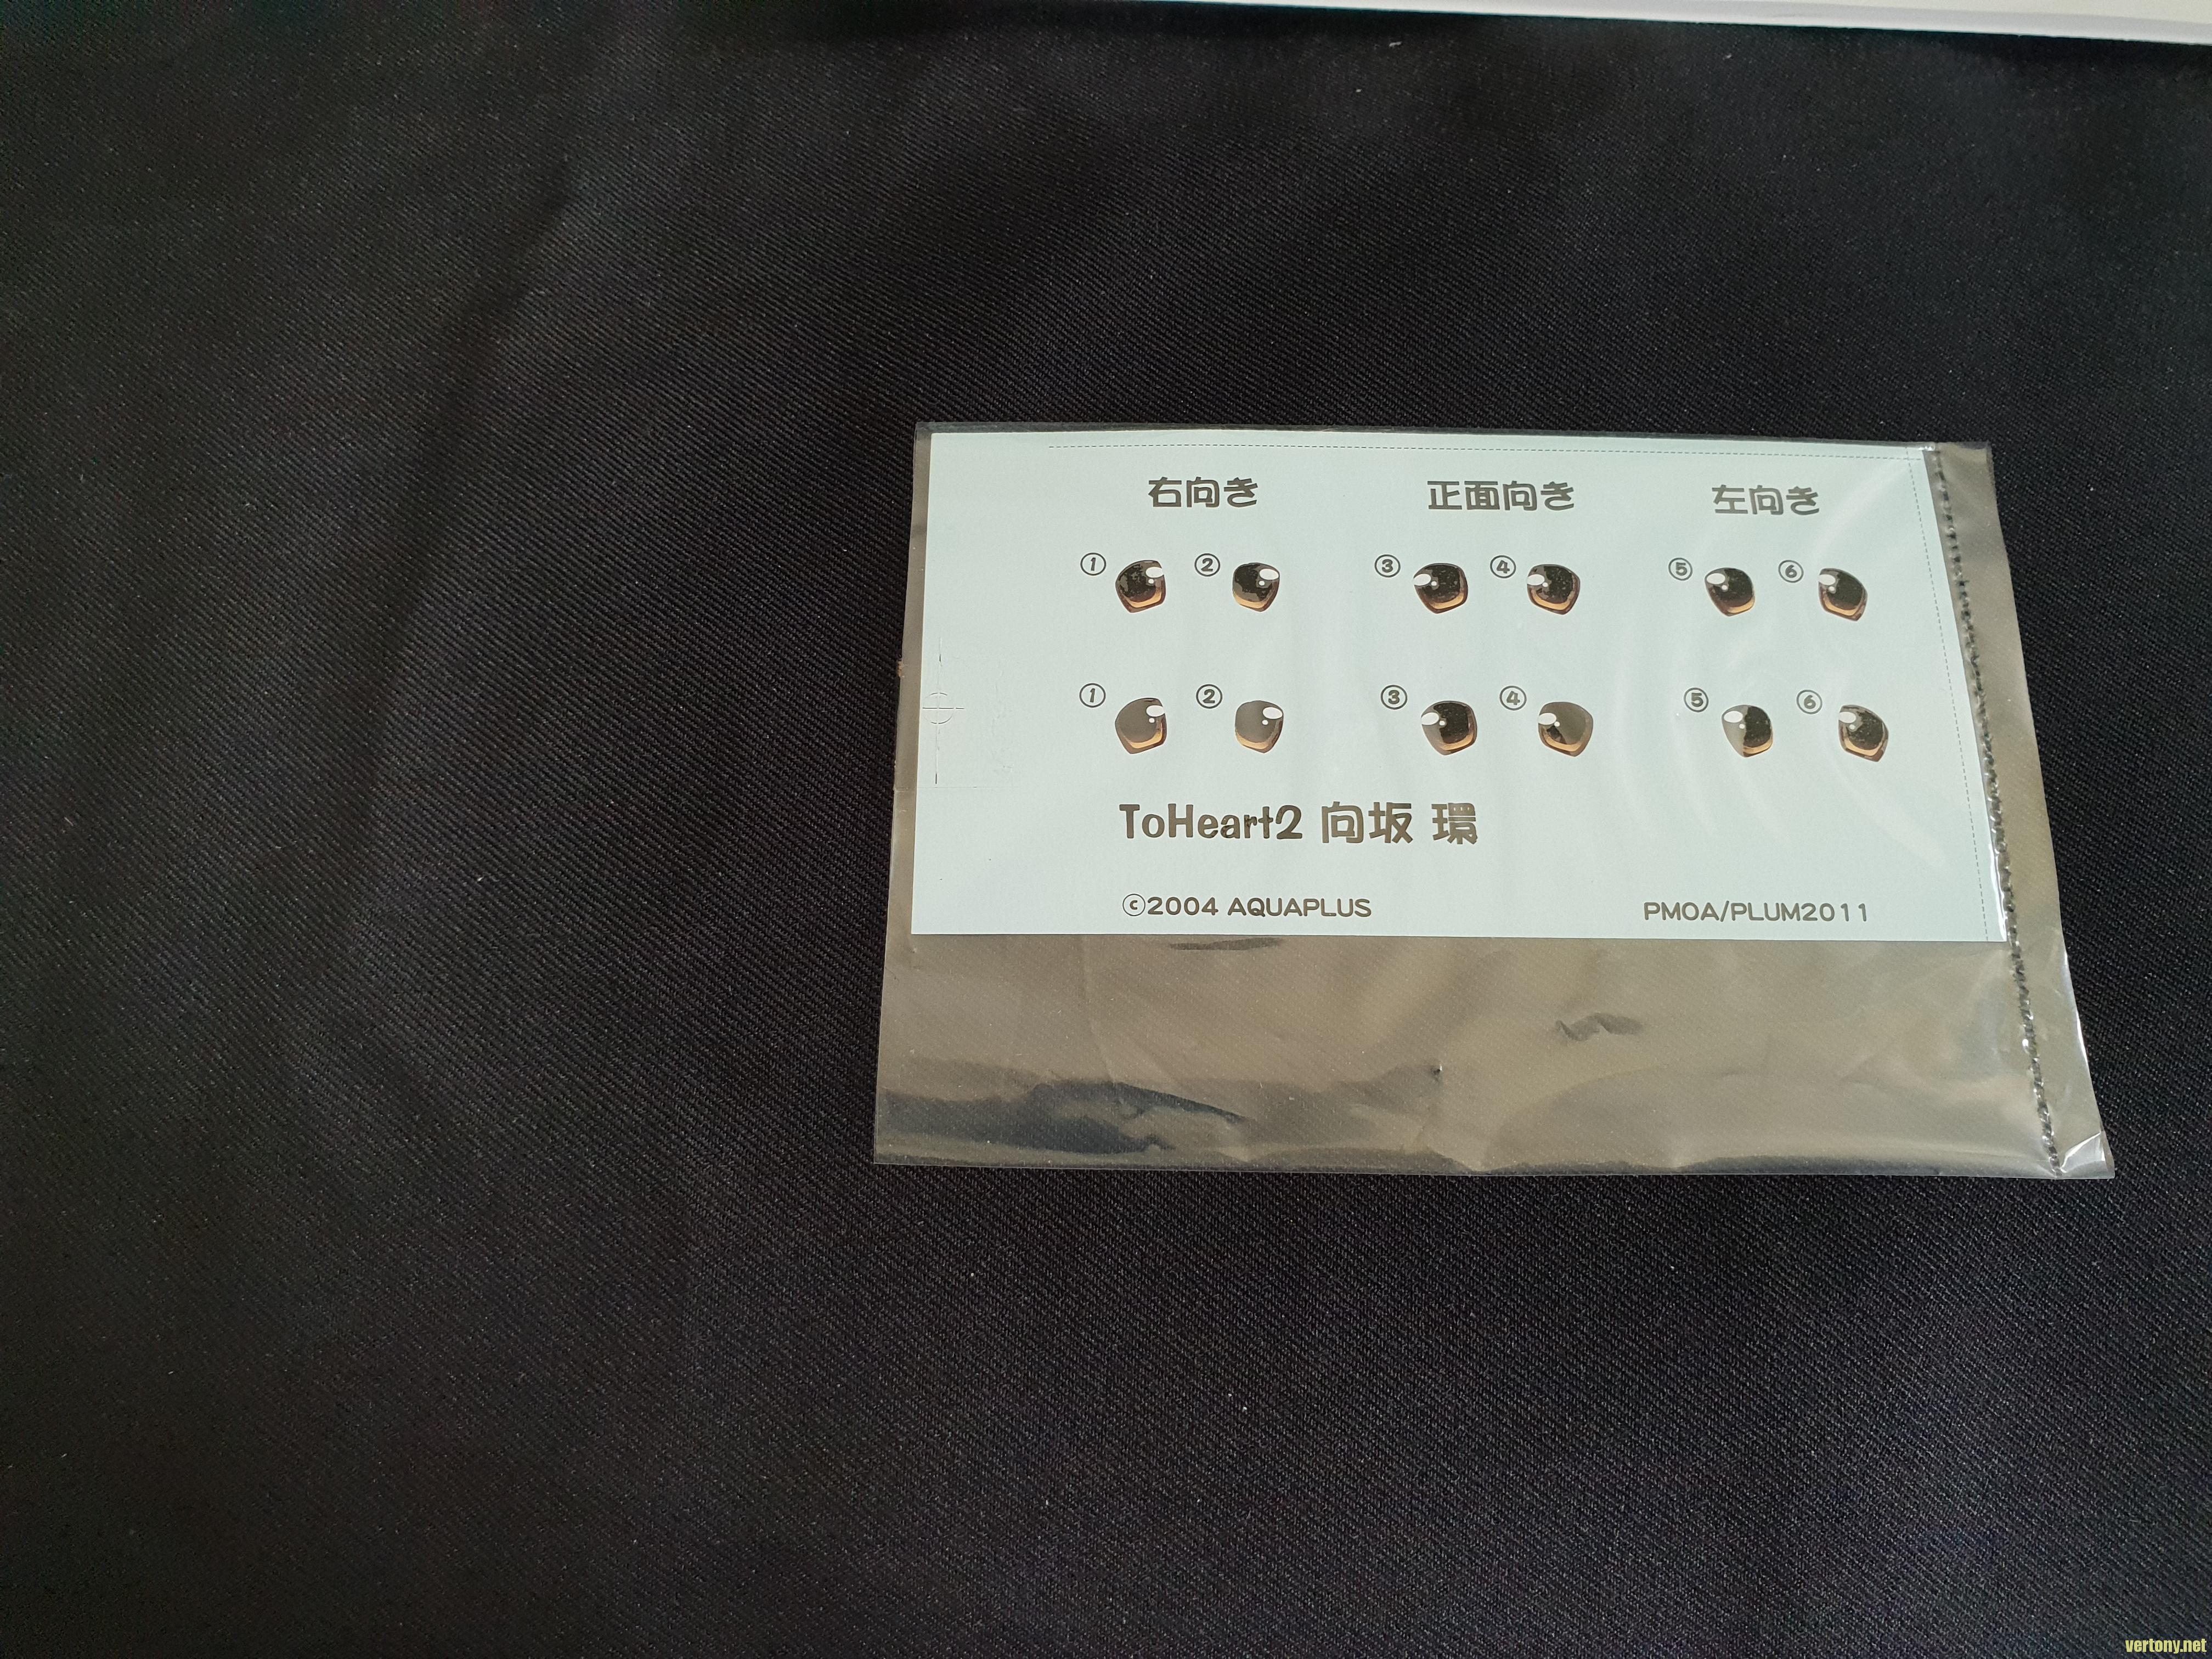 右向き 正面向き 左向き
① ② ③ ④ ⑤ ⑥
① ② ③ ④ ⑤ ⑥
ToHeart2 向坂 環
©2004 AQUAPLUS PMOA/PLUM2011
vertony.net